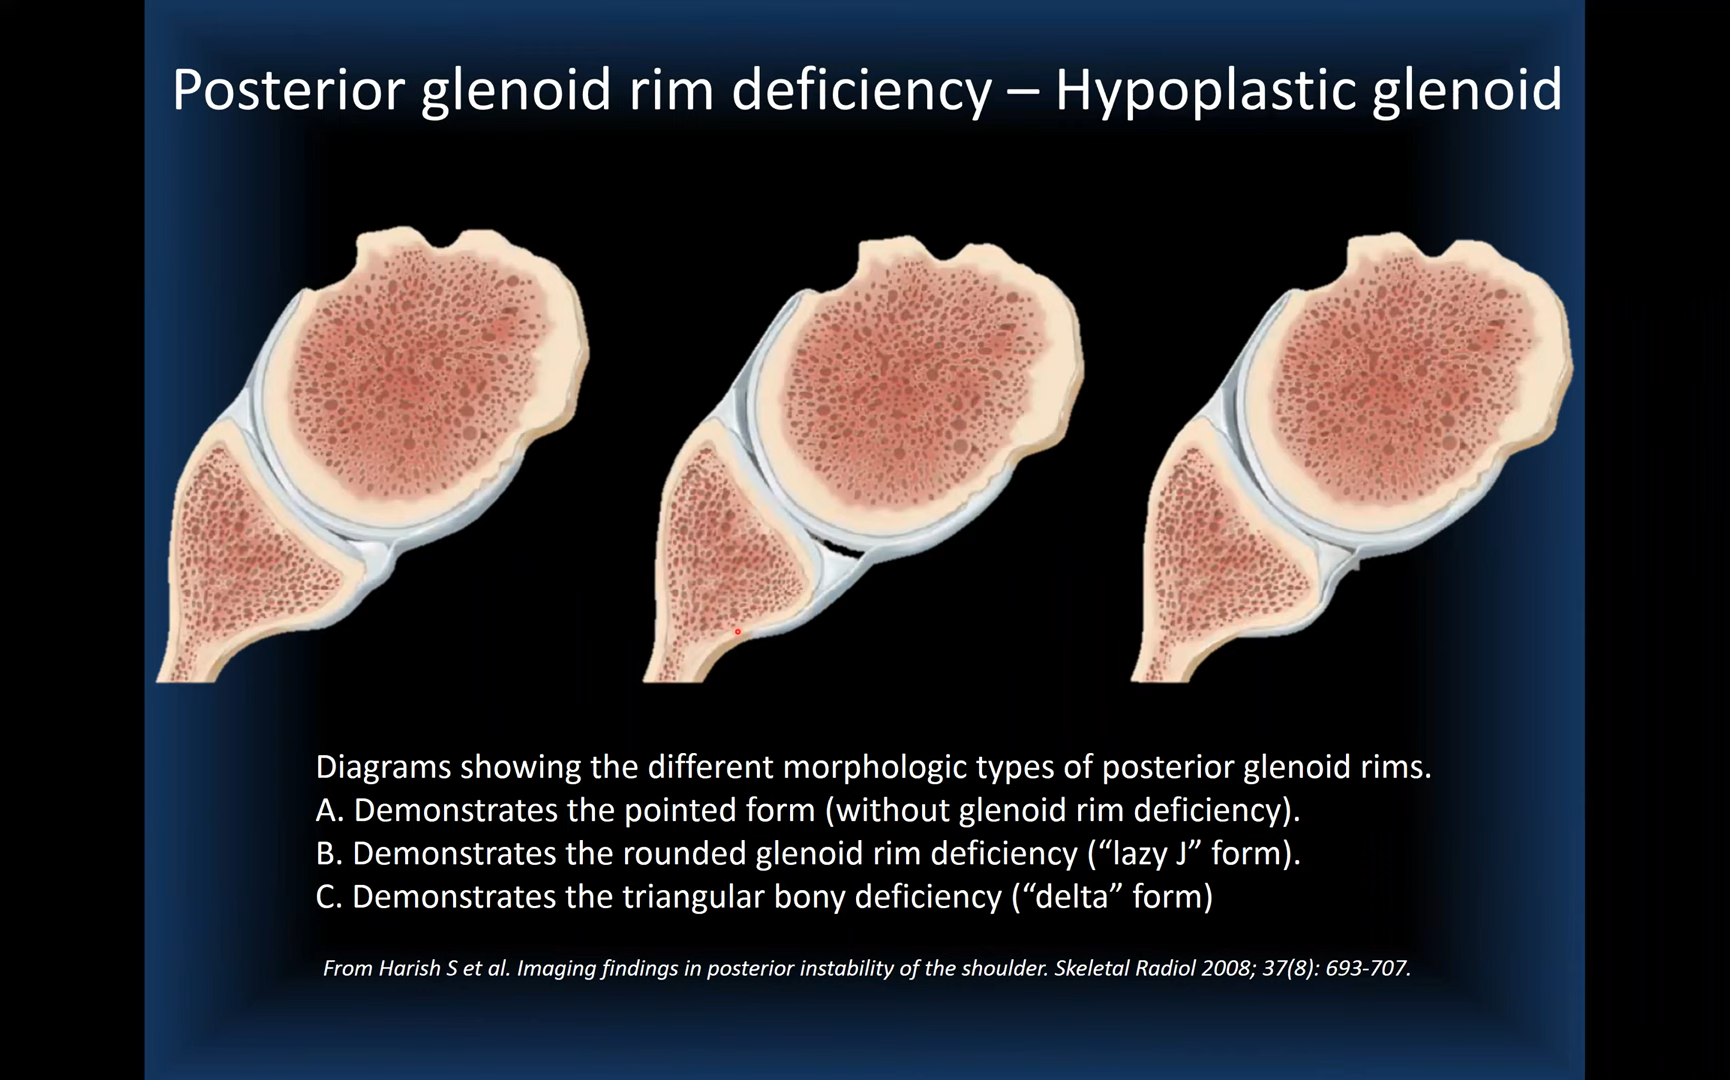 Posterior glenoid rim deficiency – Hypoplastic glenoid
Diagrams showing the different morphologic types of posterior glenoid rims.
A. Demonstrates the pointed form (without glenoid rim deficiency).
B. Demonstrates the rounded glenoid rim deficiency (“lazy J” form).
C. Demonstrates the triangular bony deficiency (“delta” form)
From Harish S et al. Imaging findings in posterior instability of the shoulder. Skeletal Radiol 2008; 37(8): 693-707.